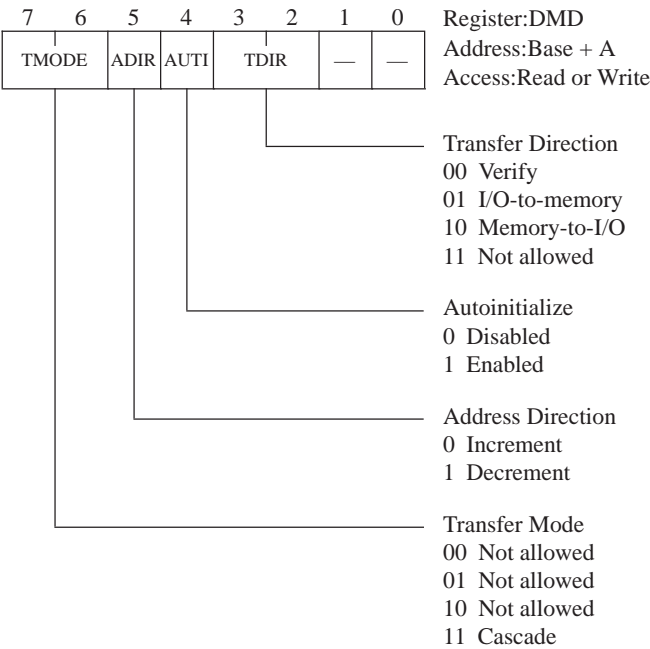 7 6 5 4 3 2 1 0
TMODE ADIR AUTI TDIR — —
Register:DMD
Address:Base + A
Access:Read or Write
Transfer Direction
00 Verify
01 I/O-to-memory
10 Memory-to-I/O
11 Not allowed
Autoinitialize
0 Disabled
1 Enabled
Address Direction
0 Increment
1 Decrement
Transfer Mode
00 Not allowed
01 Not allowed
10 Not allowed
11 Cascade